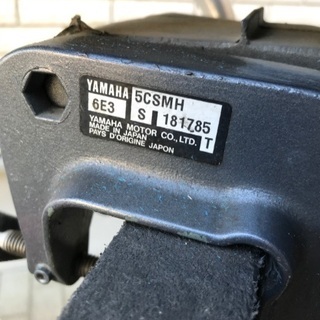 YAMAHA 5CSMH
6E3 S 181785
YAMAHA MOTOR CO., LTD. T
MADE IN JAPAN
PAYS D'ORIGINE JAPON